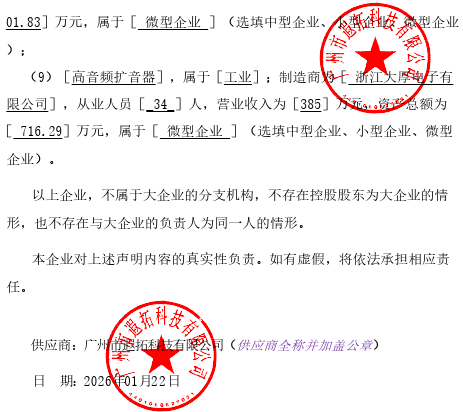 01.83］万元，属于［ 微型企业 ］（选填中型企业、小型企业、微型企业
）；
（9）［高音频扩音器］，属于［工业］；制造商为［ 浙江大厚电子有
限公司］，从业人员［ 34 ］人，营业收入为［385］万元，资产总额为
［ 716.29］万元，属于［ 微型企业 ］（选填中型企业、小型企业、微型
企业）。
以上企业，不属于大企业的分支机构，不存在控股股东为大企业的情
形，也不存在与大企业的负责人为同一人的情形。
本企业对上述声明内容的真实性负责。如有虚假，将依法承担相应责
任。
供应商：广州市遐拓科技有限公司（供应商全称并加盖公章）
日 期：2026年01月22日
广州市遐拓科技有限公司
广州市遐拓科技有限公司